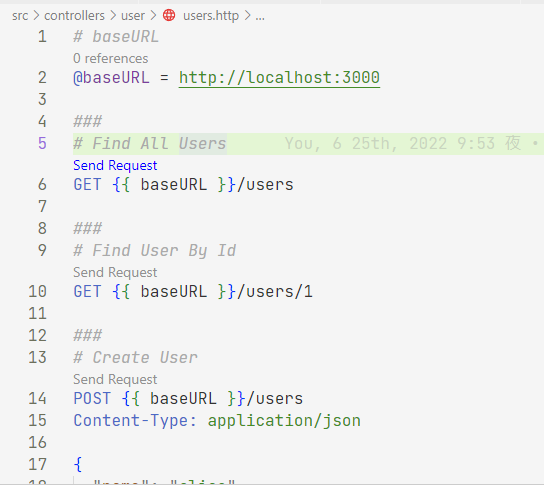 src > controllers > user > users.http > ...
1 # baseURL
0 references
2 @baseURL = http://localhost:3000
3
4 ###
5 # Find All Users You, 6 25th, 2022 9:53 夜 •
Send Request
6 GET {{ baseURL }}/users
7
8 ###
9 # Find User By Id
Send Request
10 GET {{ baseURL }}/users/1
11
12 ###
13 # Create User
Send Request
14 POST {{ baseURL }}/users
15 Content-Type: application/json
16
17 {
18 "name": "alice"